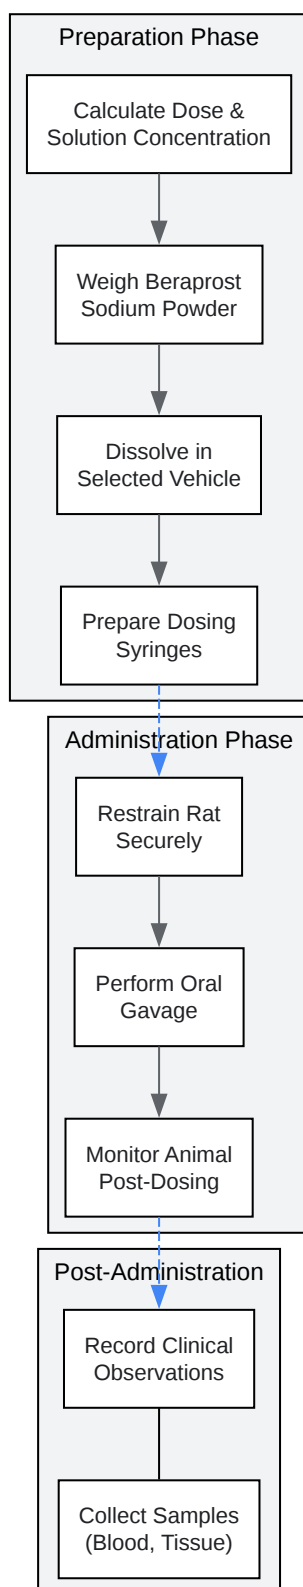 Preparation Phase
Calculate Dose &
Solution Concentration
Weigh Beraprost
Sodium Powder
Dissolve in
Selected Vehicle
Prepare Dosing
Syringes
Administration Phase
Restrain Rat
Securely
Perform Oral
Gavage
Monitor Animal
Post-Dosing
Post-Administration
Record Clinical
Observations
Collect Samples
(Blood, Tissue)